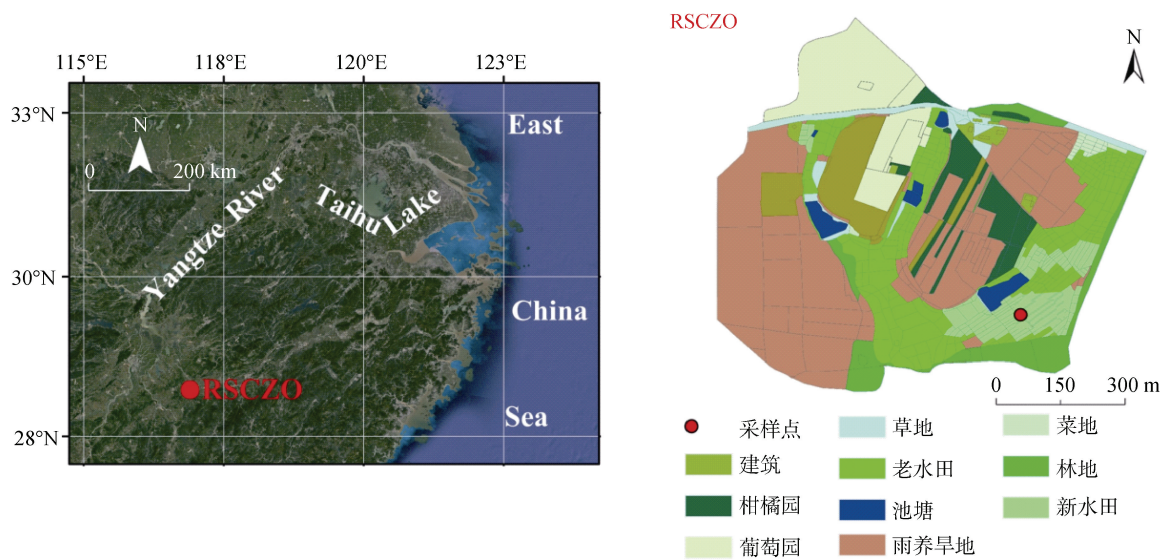 115°E
118°E
120°E
123°E
33°N
30°N
28°N
N
0
200 km
Yangtze River
Taihu Lake
East
China
Sea
RSCZO
RSCZO
N
0
150
300 m
采样点
草地
菜地
建筑
老水田
林地
柑橘园
池塘
新水田
葡萄园
雨养旱地